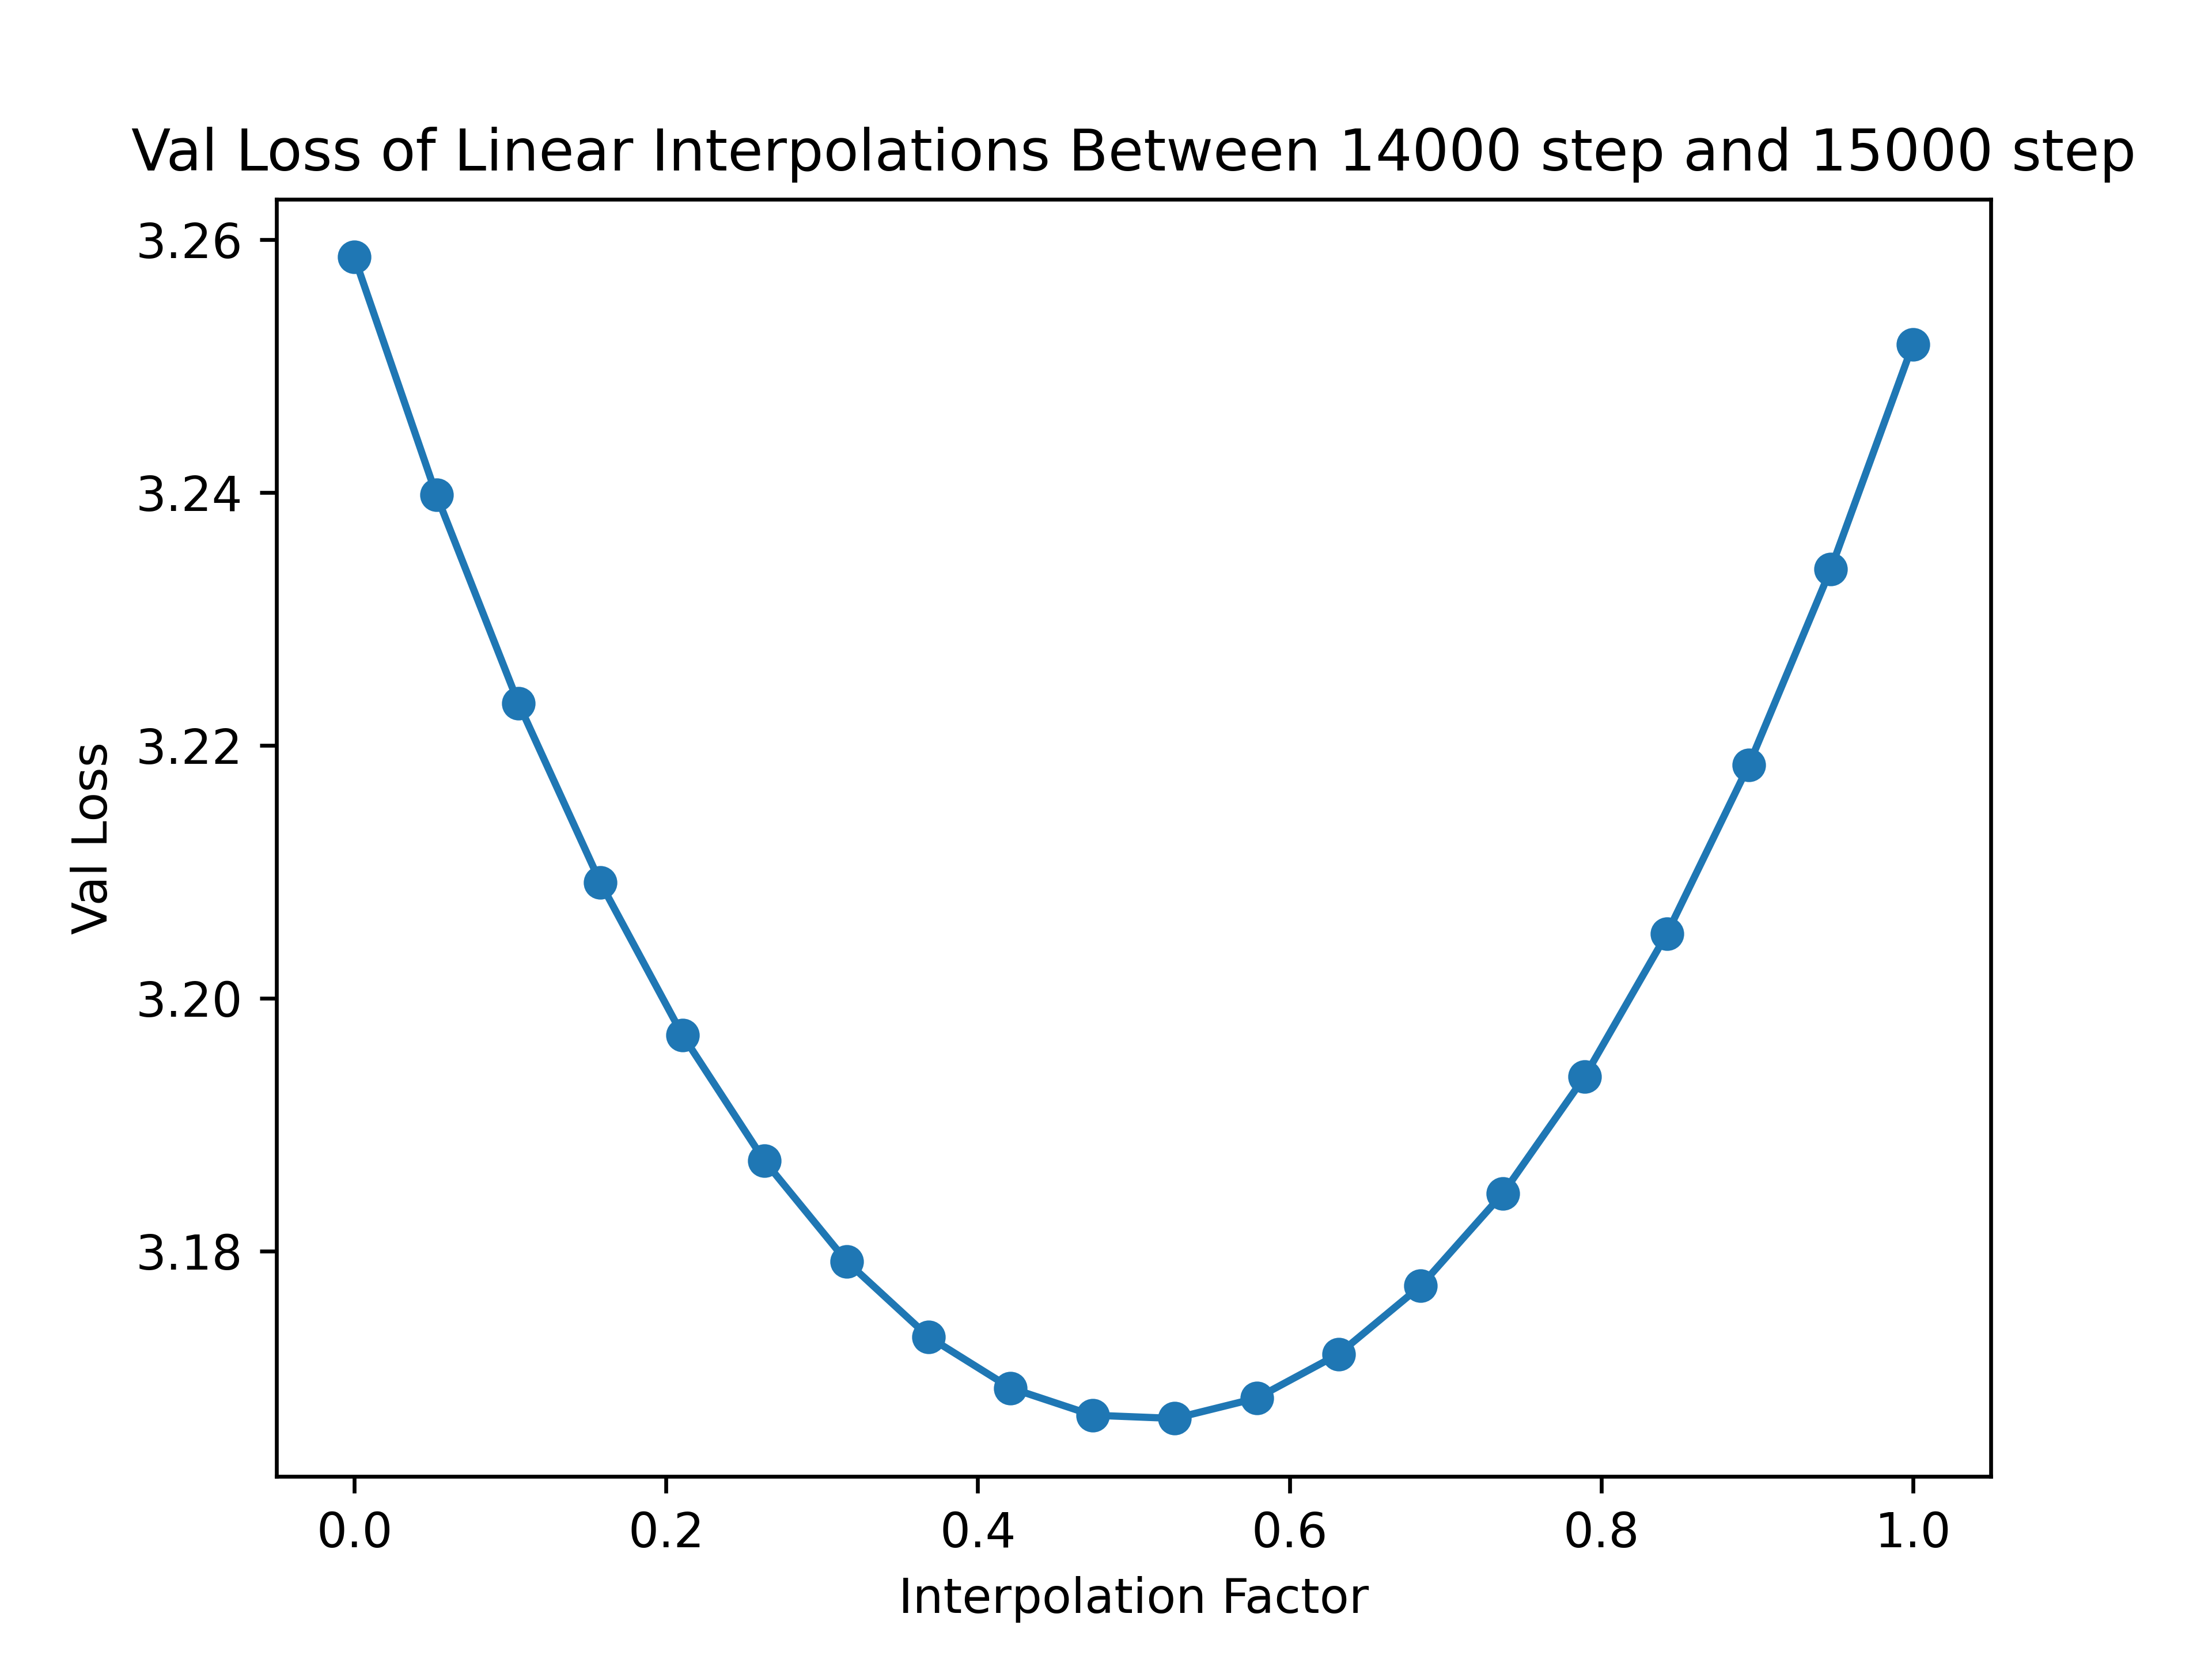 Val Loss of Linear Interpolations Between 14000 step and 15000 step
3.26
3.24
3.22
3.20
3.18
Val Loss
0.0 0.2 0.4 0.6 0.8 1.0
Interpolation Factor